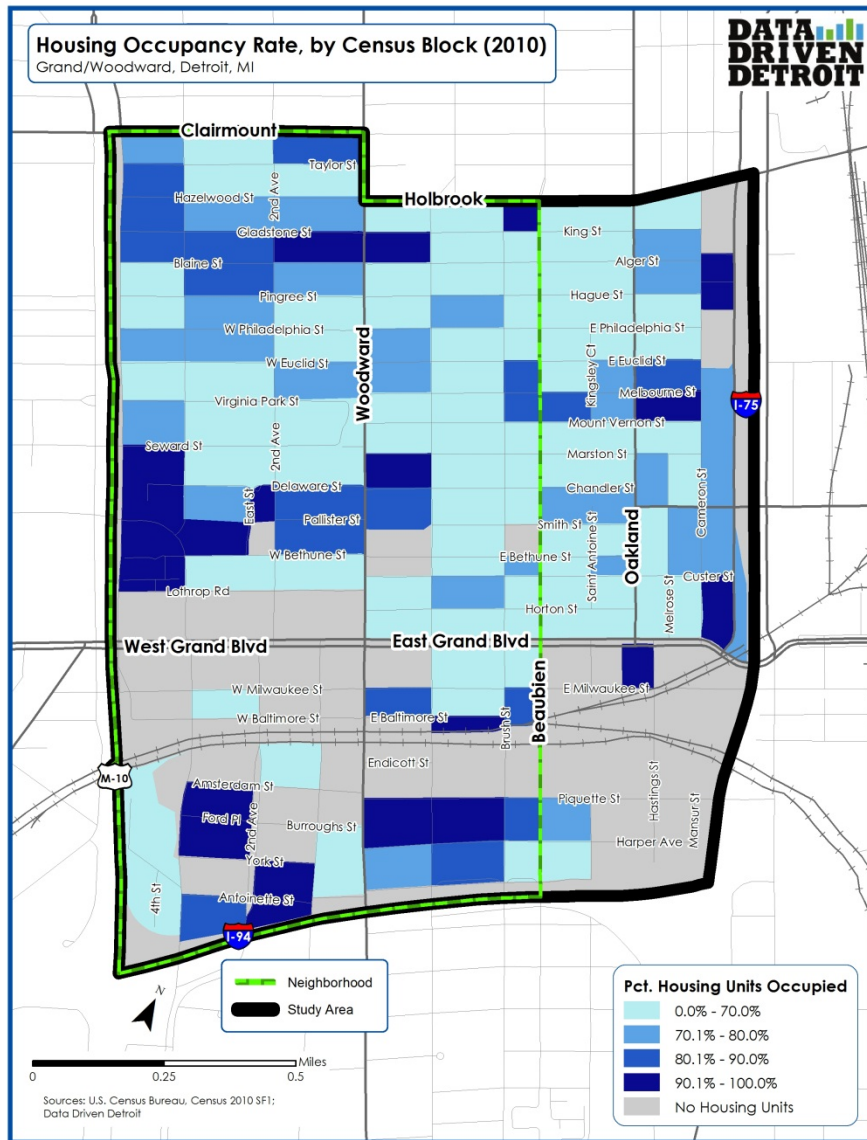 Housing Occupancy Rate, by Census Block (2010)
Grand/Woodward, Detroit, MI
DATA
DRIVEN
DETROIT
Clairmount
Taylor St
Hazelwood St
2nd Ave
Holbrook
Gladstone St
King St
Blaine St
Alger St
Pingree St
Hague St
W Philadelphia St
E Philadelphia St
Woodward
W Euclid St
Kingsley Ct
E Euclid St
Melbourne St
Virginia Park St
I-75
Mount Vernon St
2nd Ave
Seward St
Marston St
Delaware St
Chandler St
Cameron St
East St
Pallister St
Smith St
Saint Antoine St
Oakland
W Bethune St
E Bethune St
Custer St
Lothrop Rd
Melrose St
Horton St
West Grand Blvd
East Grand Blvd
W Milwaukee St
E Milwaukee St
W Baltimore St
E Baltimore St
Brush St
Beaubien
M-10
Endicott St
Amsterdam St
Piquette St
Hastings St
Mansur St
Ford Pl
2nd Ave
Burroughs St
Harper Ave
York St
4th St
Antoinette St
I-94
N
Neighborhood
Study Area
Miles
0 0.25 0.5
Sources: U.S. Census Bureau, Census 2010 SF1;
Data Driven Detroit
Pct. Housing Units Occupied
0.0% - 70.0%
70.1% - 80.0%
80.1% - 90.0%
90.1% - 100.0%
No Housing Units